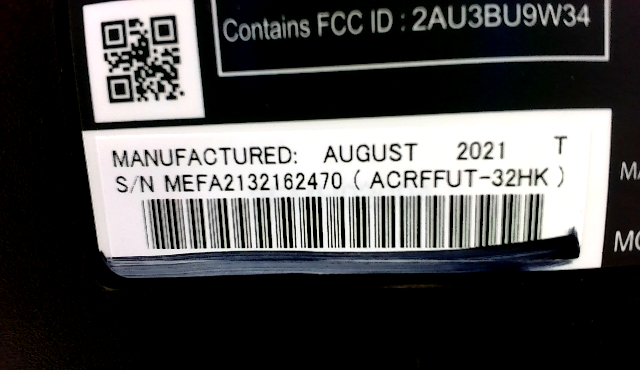 Contains FCC ID : 2AU3BU9W34
MANUFACTURED: AUGUST 2021 T
S/N MEFA2132162470 ( ACRFFUT-32HK )